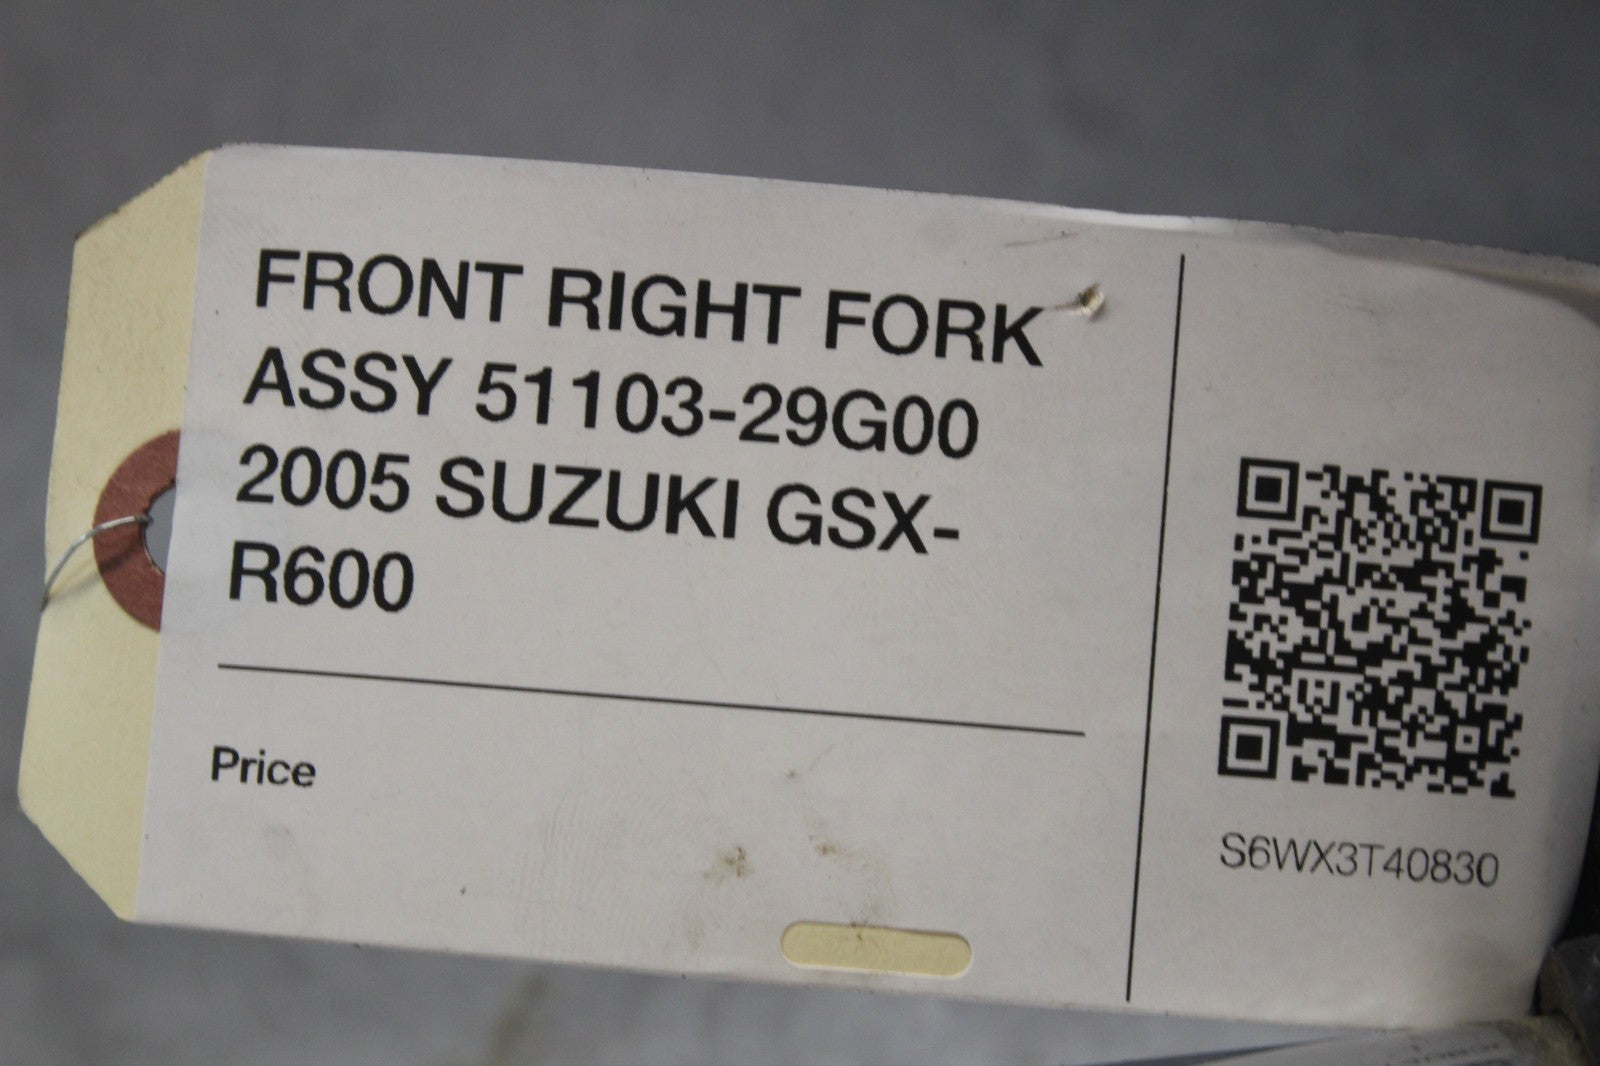 FRONT RIGHT FORK
ASSY 51103-29G00
2005 SUZUKI GSX-
R600
Price
S6WX3T40830